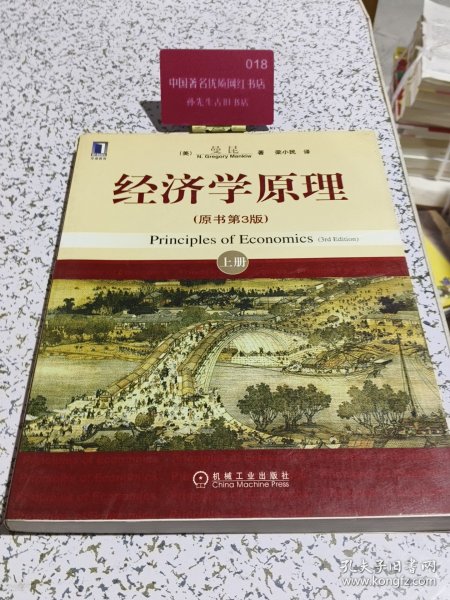 018
中国著名优质网红书店
孙先生古旧书店
(美) 曼昆 著 梁小民 译
N. Gregory Mankiw
经济学原理
(原书第3版)
Principles of Economics (3rd Edition)
上册
机械工业出版社
China Machine Press
孔夫子旧书网
www.kongfz.com